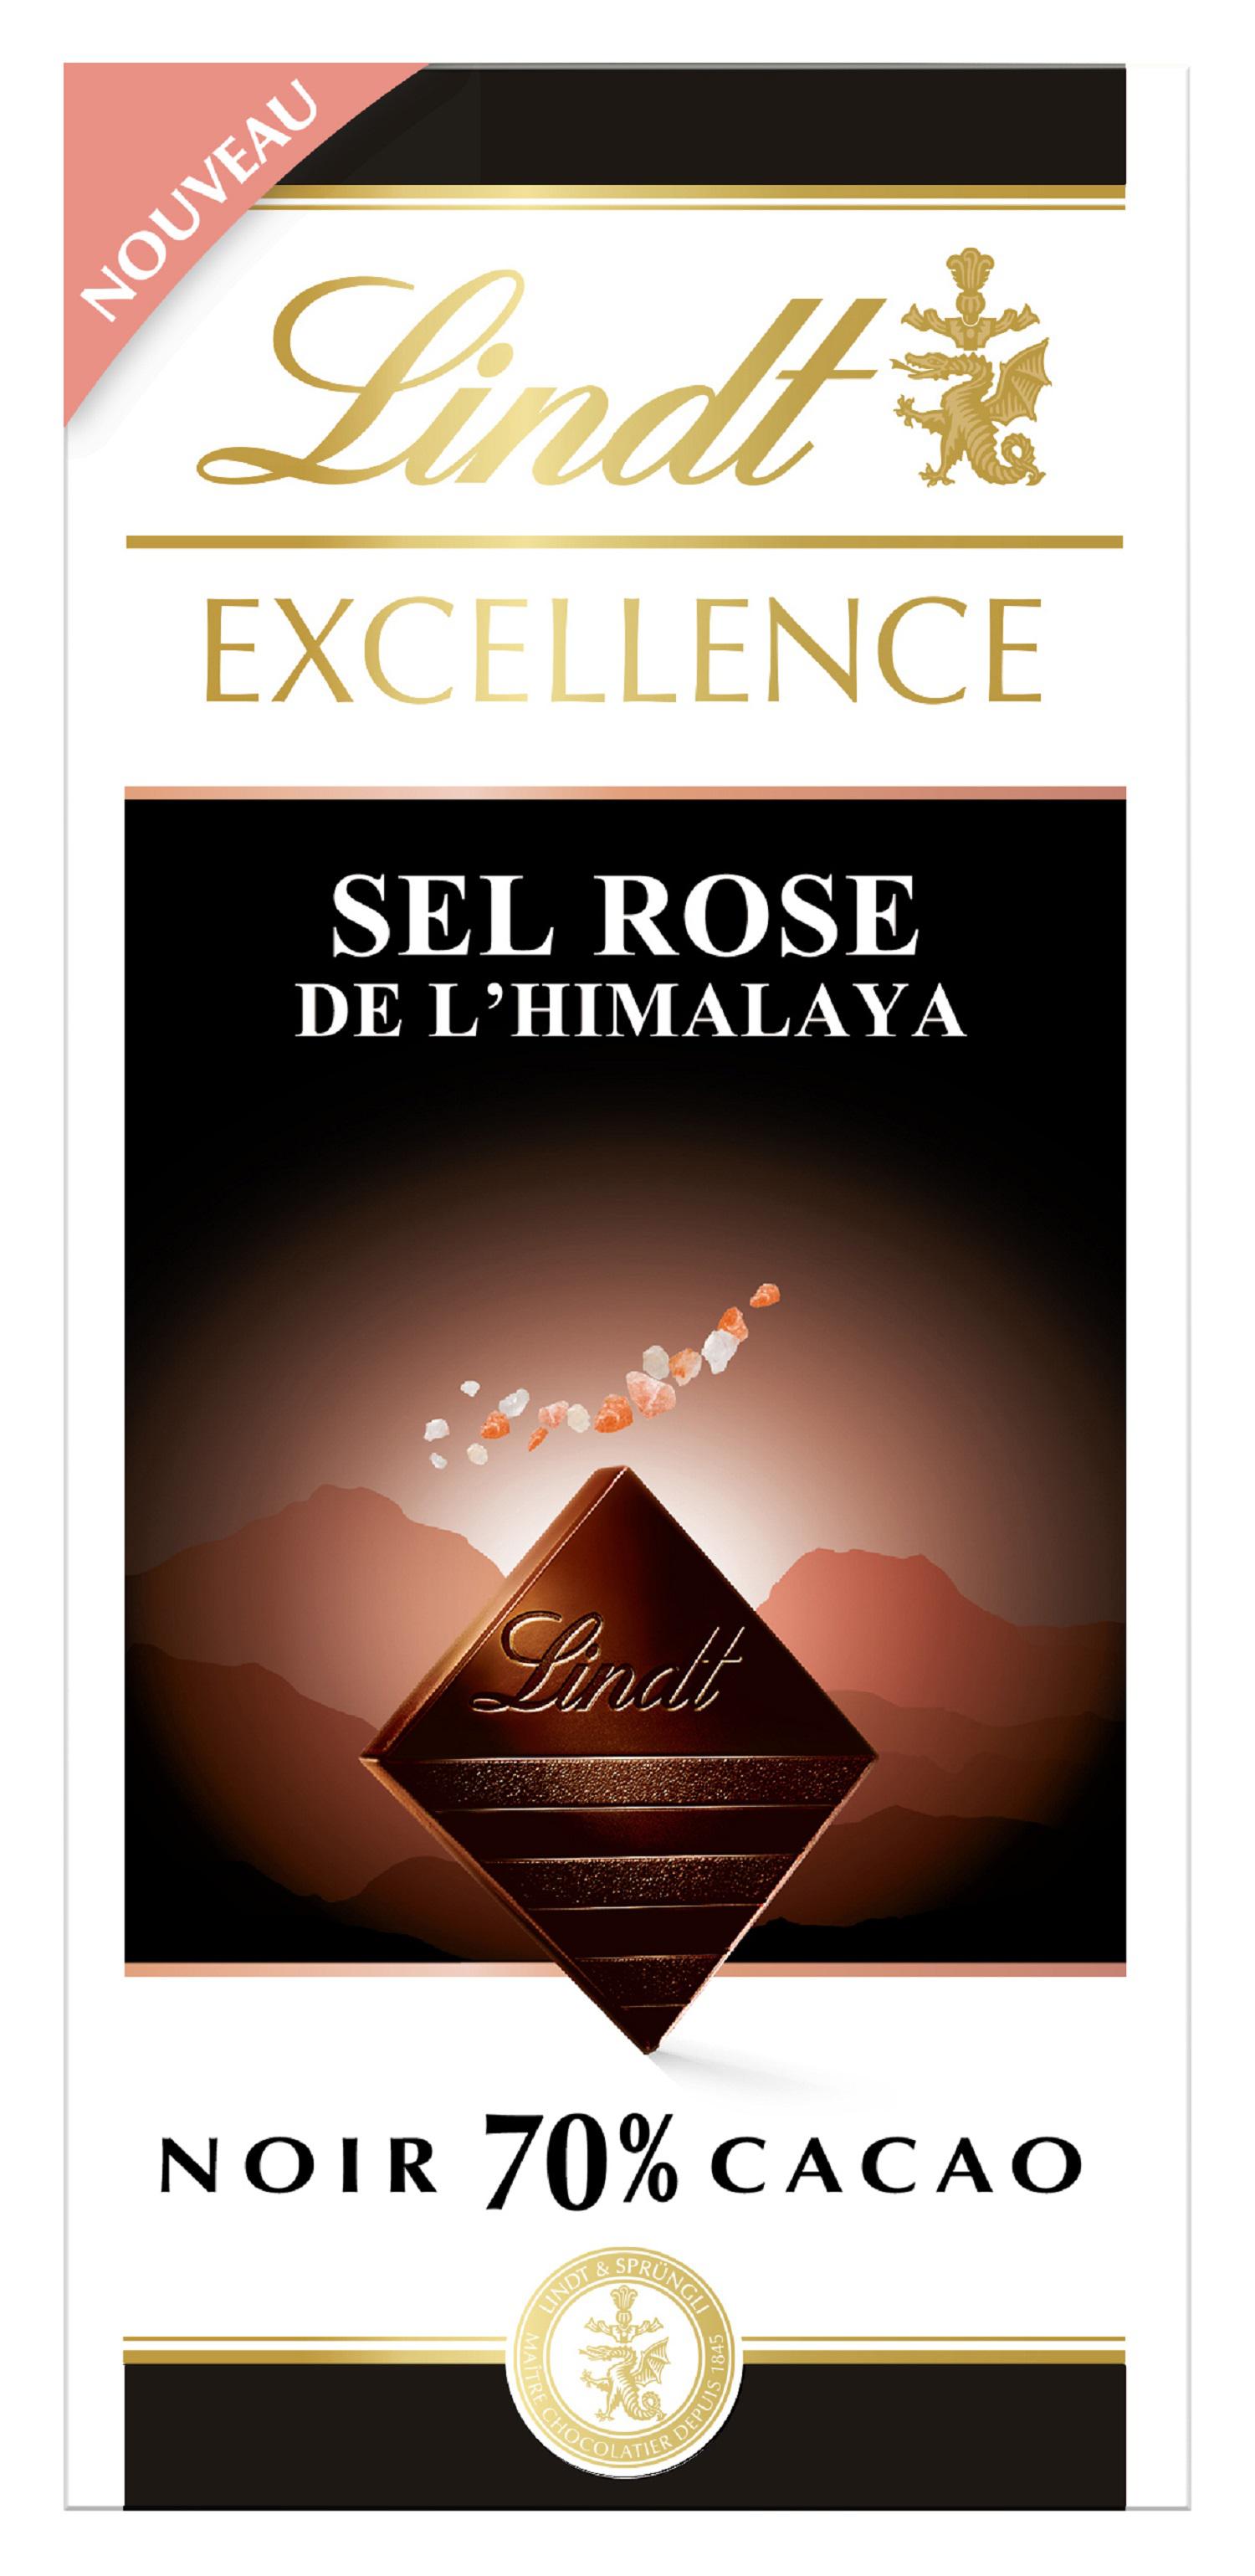 NOUVEAU
Lindt
EXCELLENCE
SEL ROSE
DE L’HIMALAYA
Lindt
NOIR 70% CACAO
LINDT & SPRÜNGLI
MAÎTRE CHOCOLATIER DEPUIS 1845